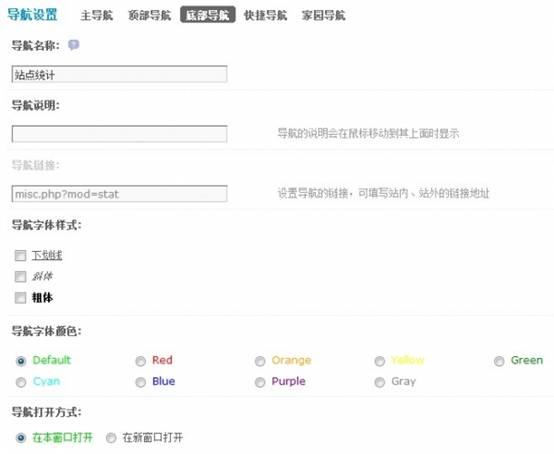 导航设置 主导航 顶部导航 底部导航 快捷导航 家园导航
导航名称:
站点统计
导航说明:
导航的说明会在鼠标移动到其上面时显示
导航链接:
misc.php?mod=stat 设置导航的链接，可填写站内、站外的链接地址
导航字体样式:
下划线
斜体
粗体
导航字体颜色:
Default Red Orange Yellow Green
Cyan Blue Purple Gray
导航打开方式:
在本窗口打开 在新窗口打开